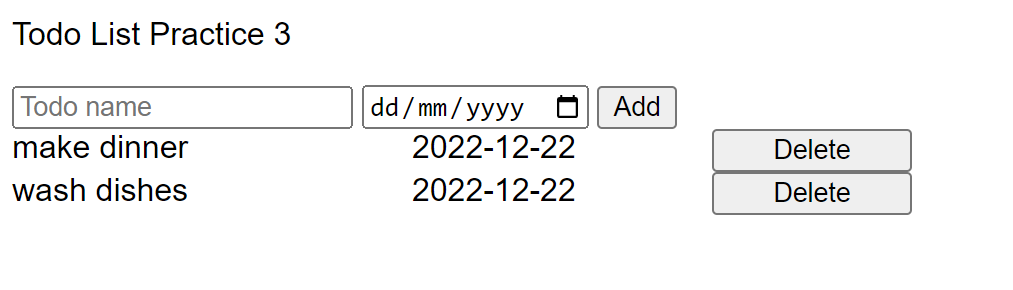 Todo List Practice 3
Todo name dd/mm/yyyy Add
make dinner 2022-12-22 Delete
wash dishes 2022-12-22 Delete